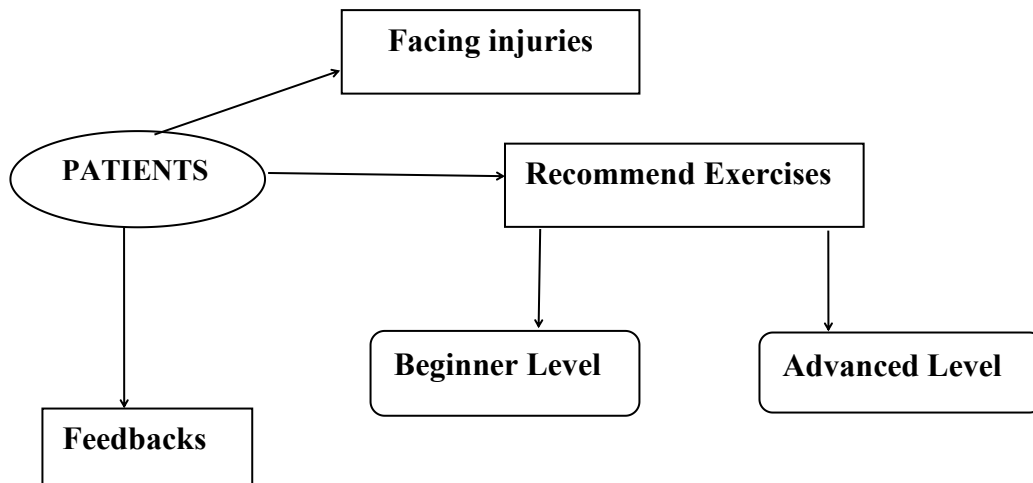 Facing injuries
PATIENTS
Recommend Exercises
Beginner Level
Advanced Level
Feedbacks